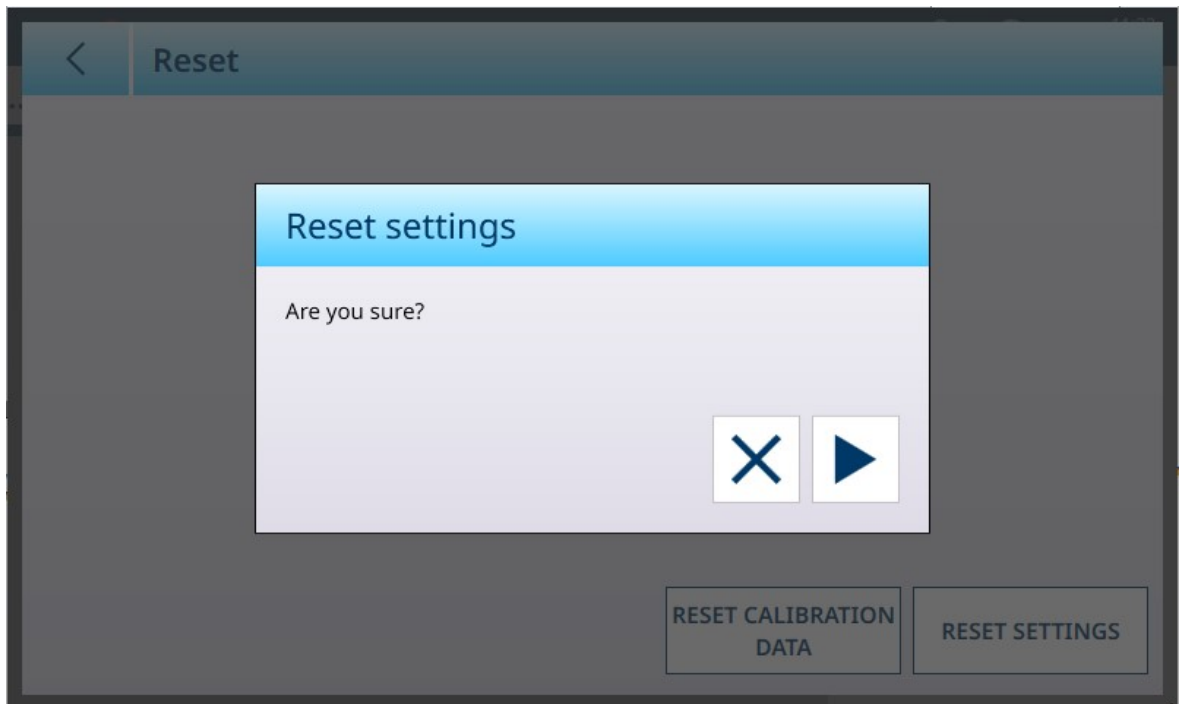 Reset
Reset settings
Are you sure?
RESET CALIBRATION
DATA
RESET SETTINGS